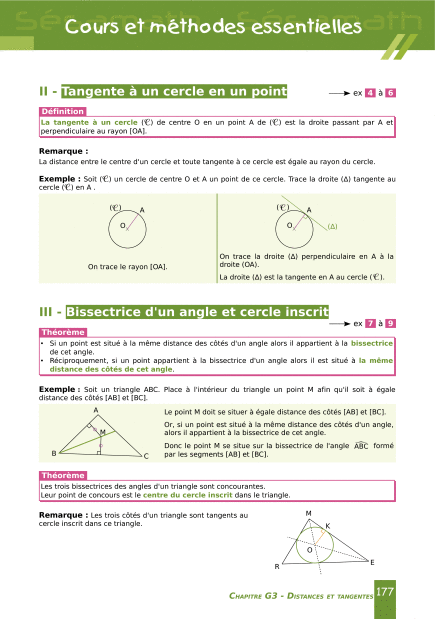 Cours et méthodes essentielles
II - Tangente à un cercle en un point
ex 4 à 6
Définition
La tangente à un cercle (𝒞) de centre O en un point A de (𝒞) est la droite passant par A et
perpendiculaire au rayon [OA].
Remarque :
La distance entre le centre d'un cercle et toute tangente à ce cercle est égale au rayon du cercle.
Exemple : Soit (𝒞) un cercle de centre O et A un point de ce cercle. Trace la droite (Δ) tangente au
cercle (𝒞) en A .
(𝒞) A
O
(𝒞) A
O
(Δ)
On trace le rayon [OA].
On trace la droite (Δ) perpendiculaire en A à la
droite (OA).
La droite (Δ) est la tangente en A au cercle (𝒞).
III - Bissectrice d'un angle et cercle inscrit
ex 7 à 9
Théorème
• Si un point est situé à la même distance des côtés d'un angle alors il appartient à la bissectrice
de cet angle.
• Réciproquement, si un point appartient à la bissectrice d'un angle alors il est situé à la même
distance des côtés de cet angle.
Exemple : Soit un triangle ABC. Place à l'intérieur du triangle un point M afin qu'il soit à égale
distance des côtés [AB] et [BC].
A
M
B
C
Le point M doit se situer à égale distance des côtés [AB] et [BC].
Or, si un point est situé à la même distance des côtés d'un angle,
alors il appartient à la bissectrice de cet angle.
Donc le point M se situe sur la bissectrice de l'angle ABC formé
par les segments [AB] et [BC].
Théorème
Les trois bissectrices des angles d'un triangle sont concourantes.
Leur point de concours est le centre du cercle inscrit dans le triangle.
Remarque : Les trois côtés d'un triangle sont tangents au
cercle inscrit dans ce triangle.
M
K
O
R
E
CHAPITRE G3 - DISTANCES ET TANGENTES
177